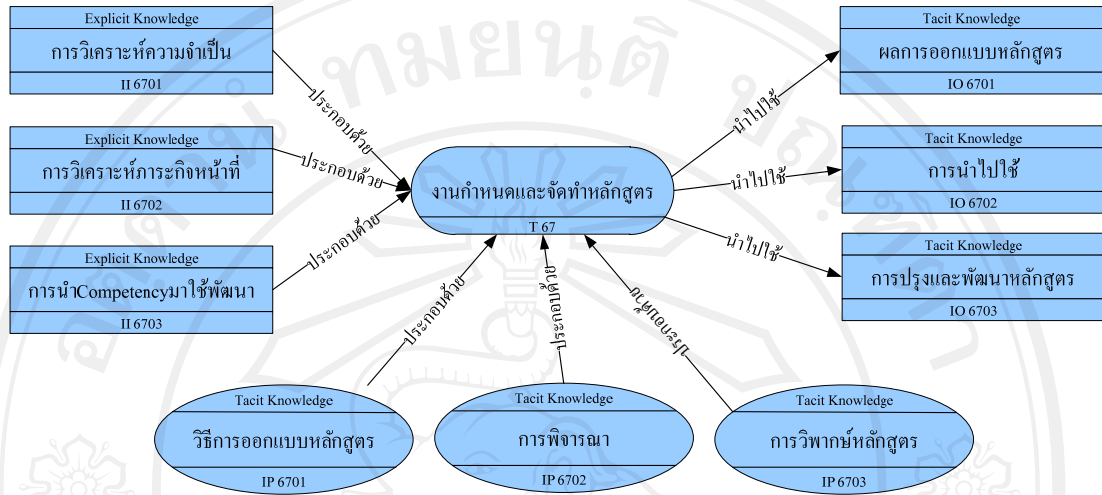 Explicit Knowledge
การวิเคราะห์ความจำเป็น
II 6701
Explicit Knowledge
การวิเคราะห์ภาระกิจหน้าที่
II 6702
Explicit Knowledge
การนำCompetencyมาใช้พัฒนา
II 6703
ประกอบด้วย
ประกอบด้วย
ประกอบด้วย
งานกำหนดและจัดทำหลักสูตร
T 67
นำไปใช้
นำไปใช้
นำไปใช้
Tacit Knowledge
ผลการออกแบบหลักสูตร
IO 6701
Tacit Knowledge
การนำไปใช้
IO 6702
Tacit Knowledge
การปรุงและพัฒนาหลักสูตร
IO 6703
ประกอบด้วย
ประกอบด้วย
ประกอบด้วย
Tacit Knowledge
วิธีการออกแบบหลักสูตร
IP 6701
Tacit Knowledge
การพิจารณา
IP 6702
Tacit Knowledge
การวิพากษ์หลักสูตร
IP 6703